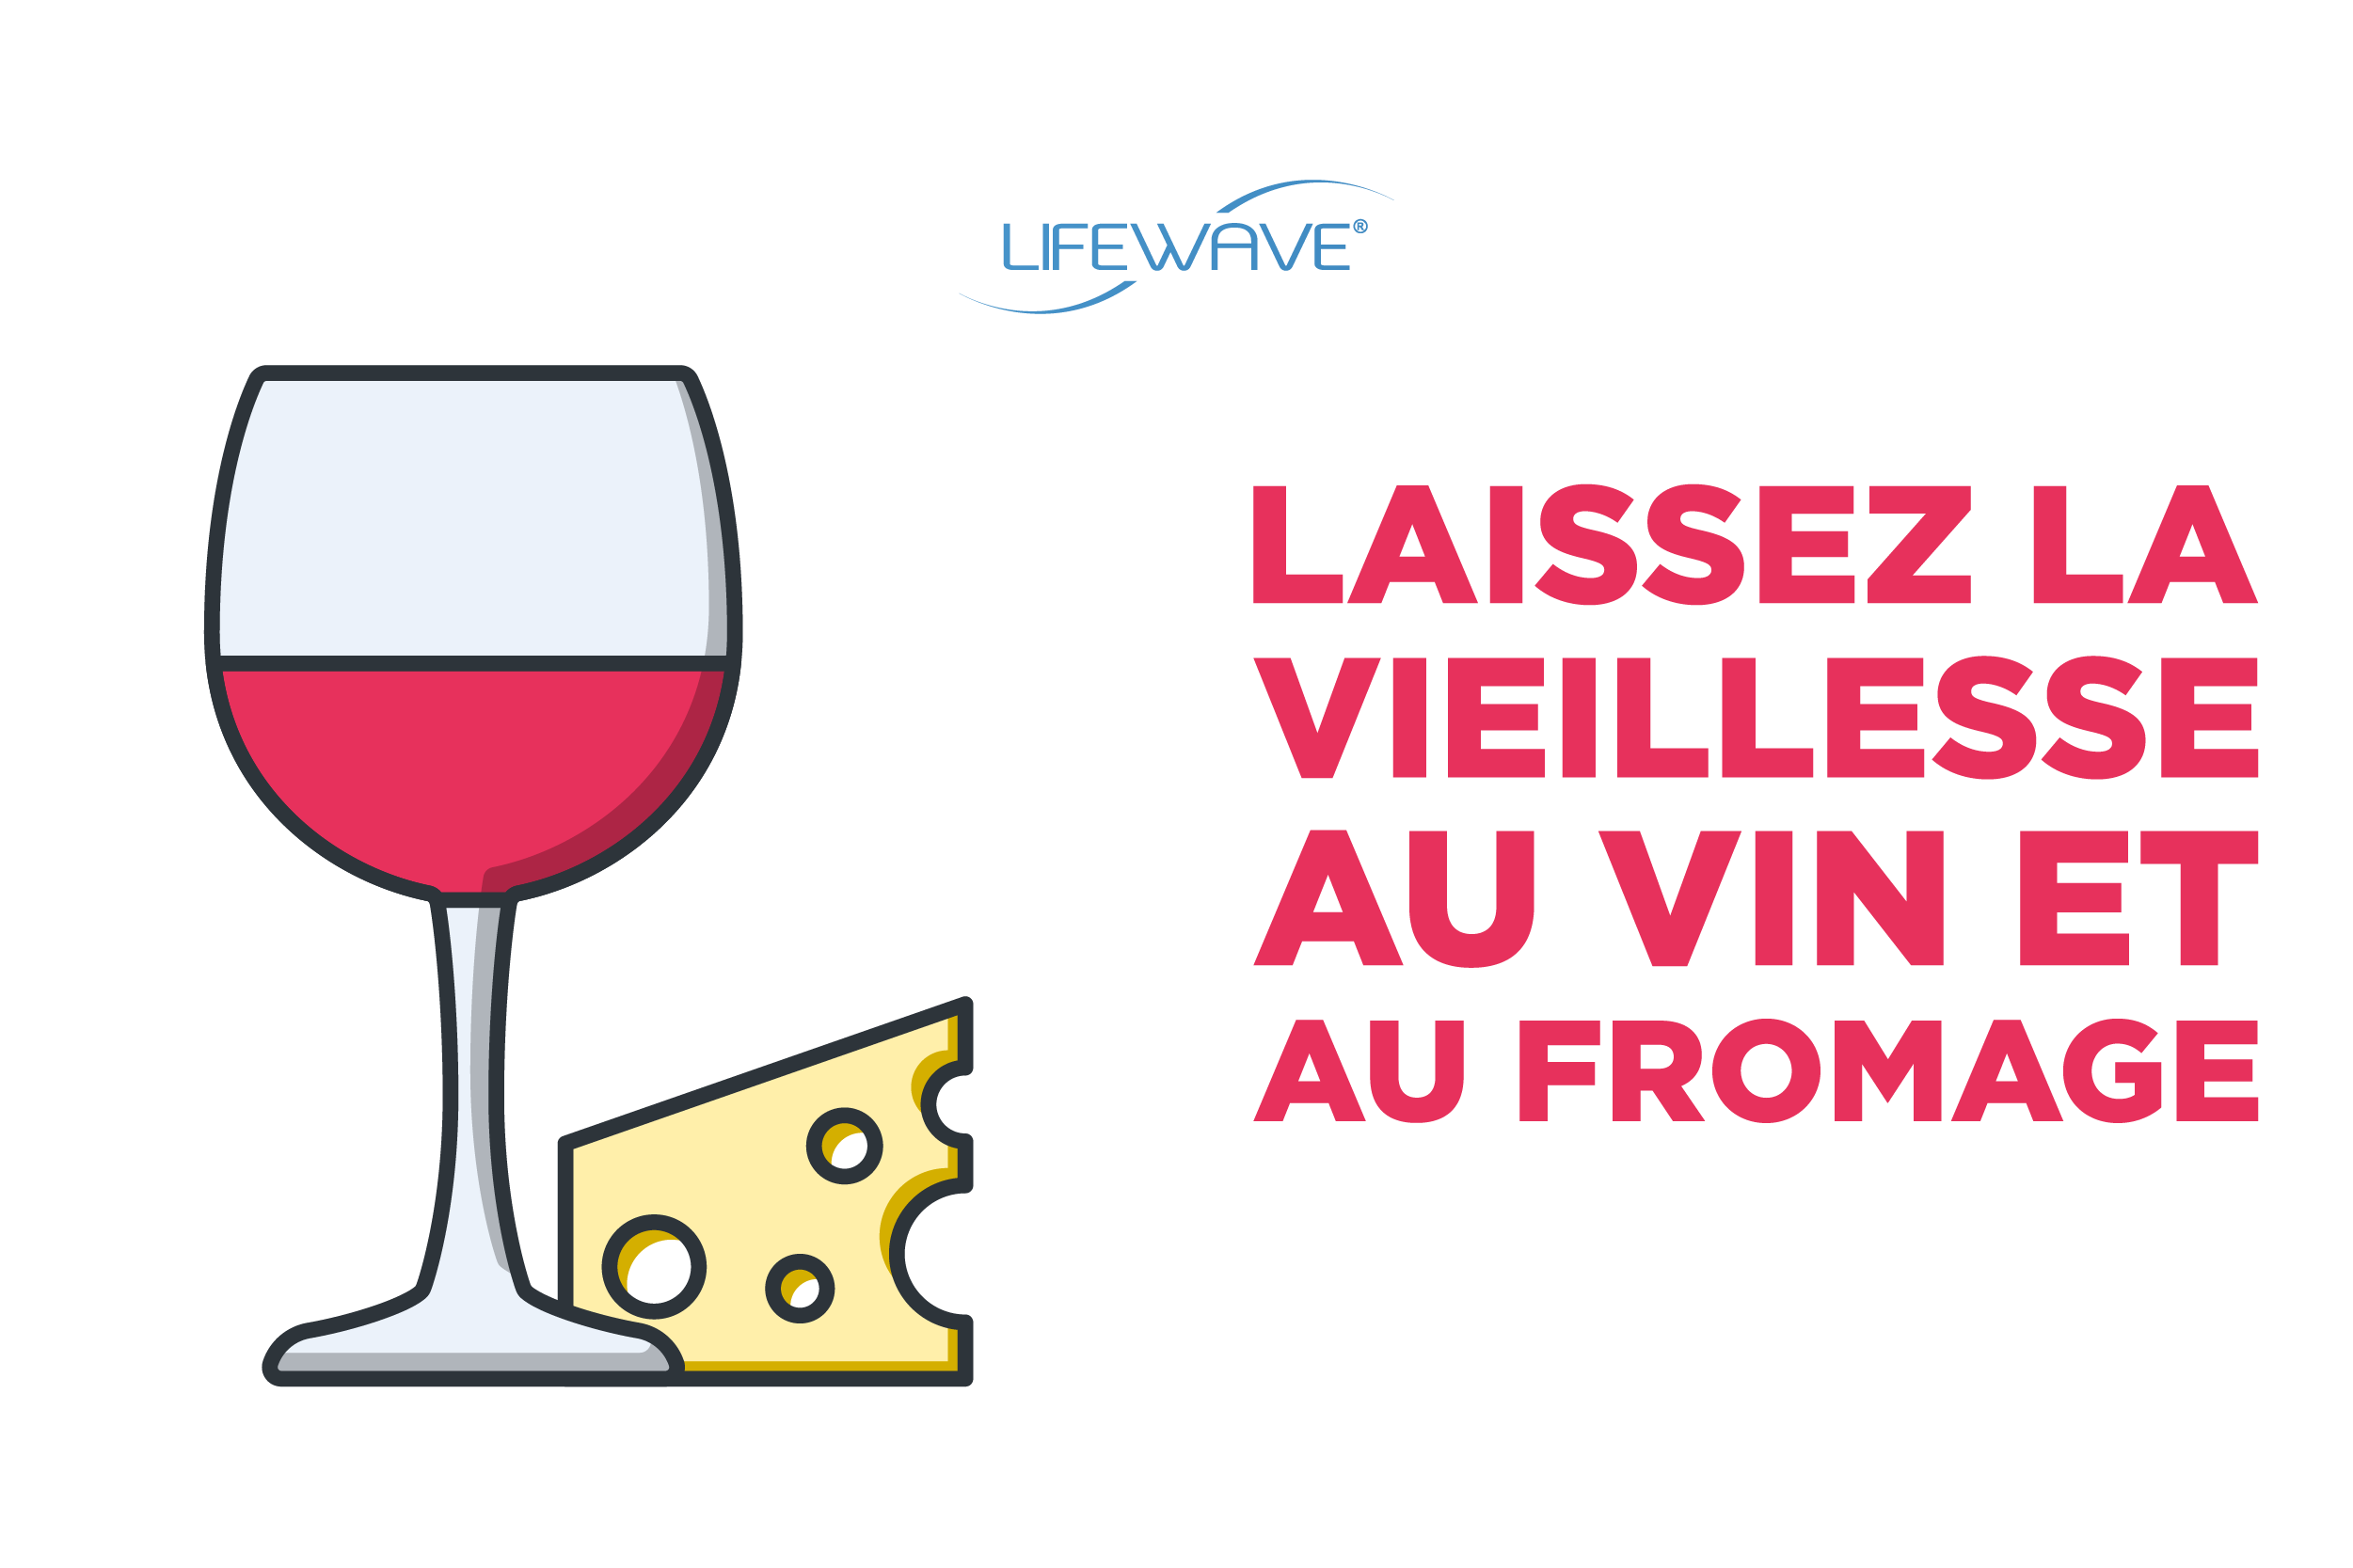 LIFEWAVE®
LAISSEZ LA
VIEILLESSE
AU VIN ET
AU FROMAGE